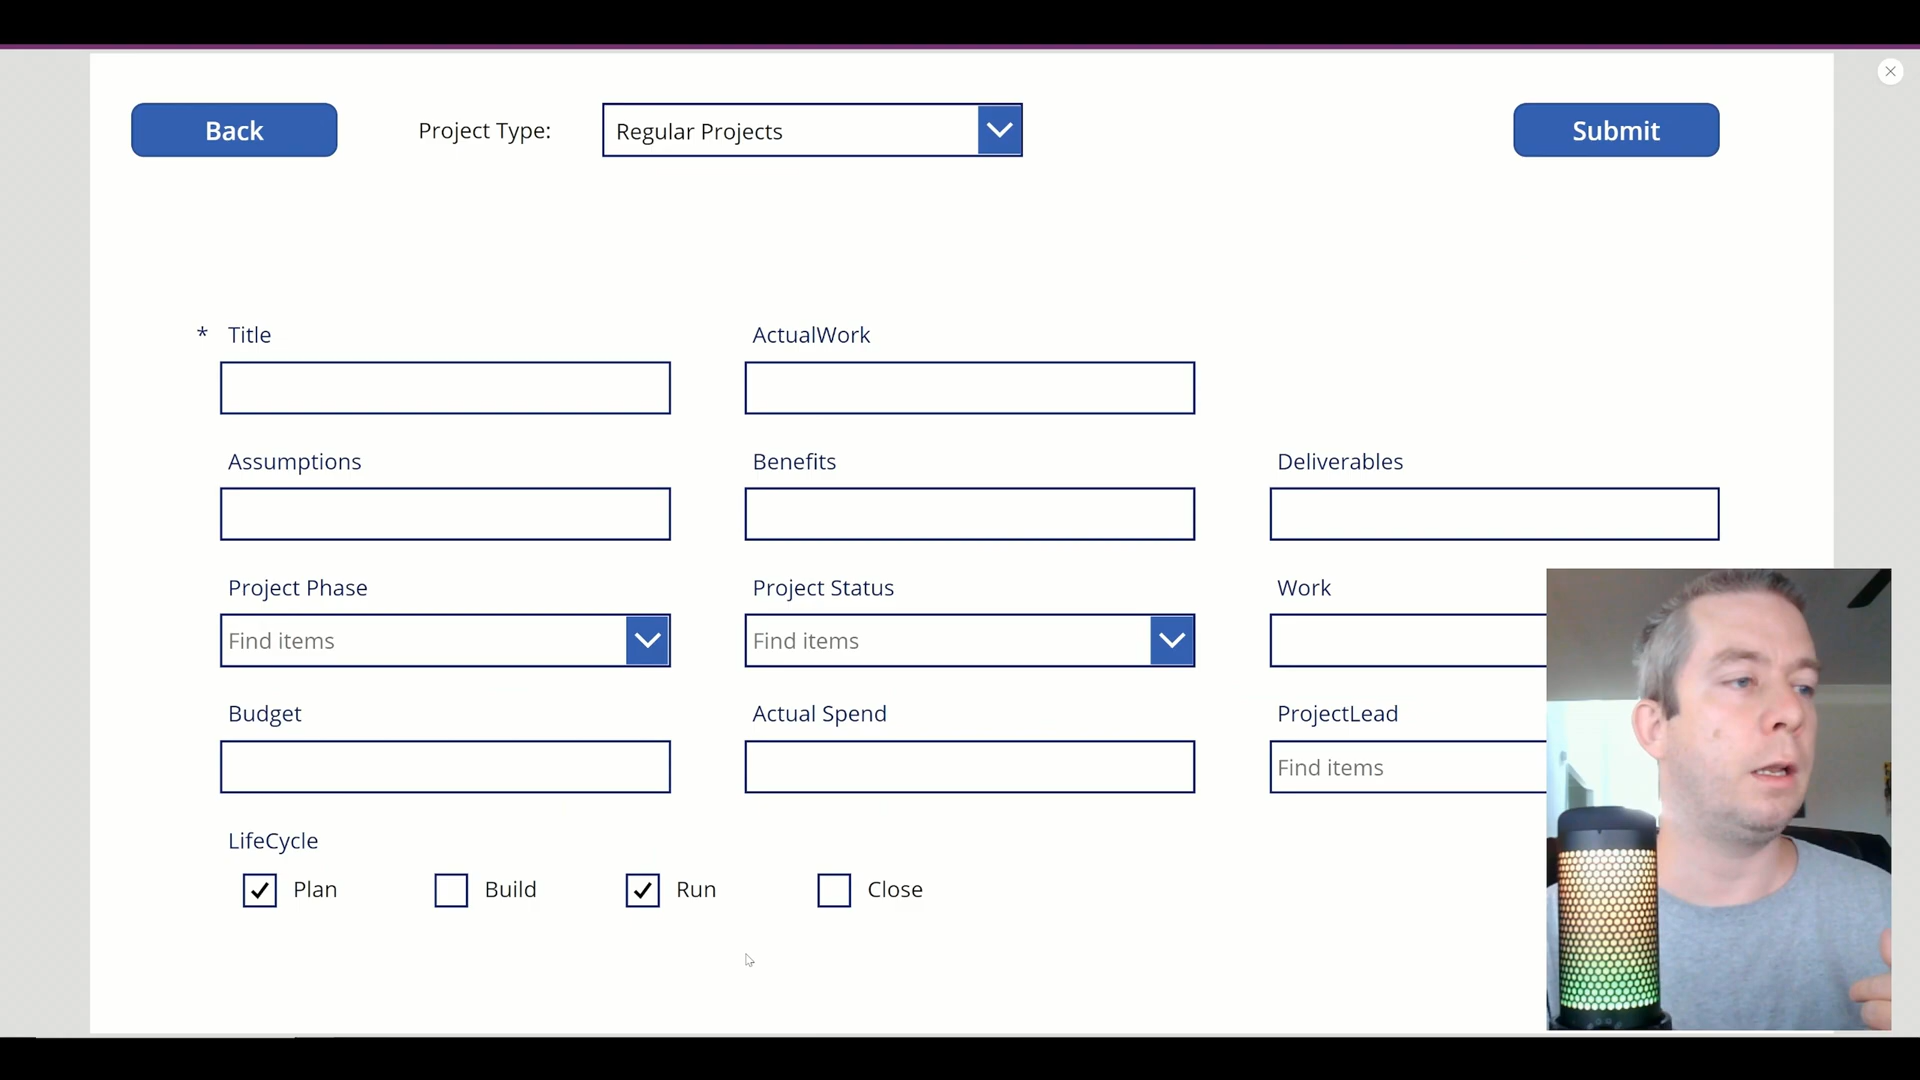 Back Project Type: Regular Projects Submit
* Title ActualWork
Assumptions Benefits Deliverables
Project Phase Project Status Work
Find items Find items
Budget Actual Spend ProjectLead
Find items
LifeCycle
Plan Build Run Close